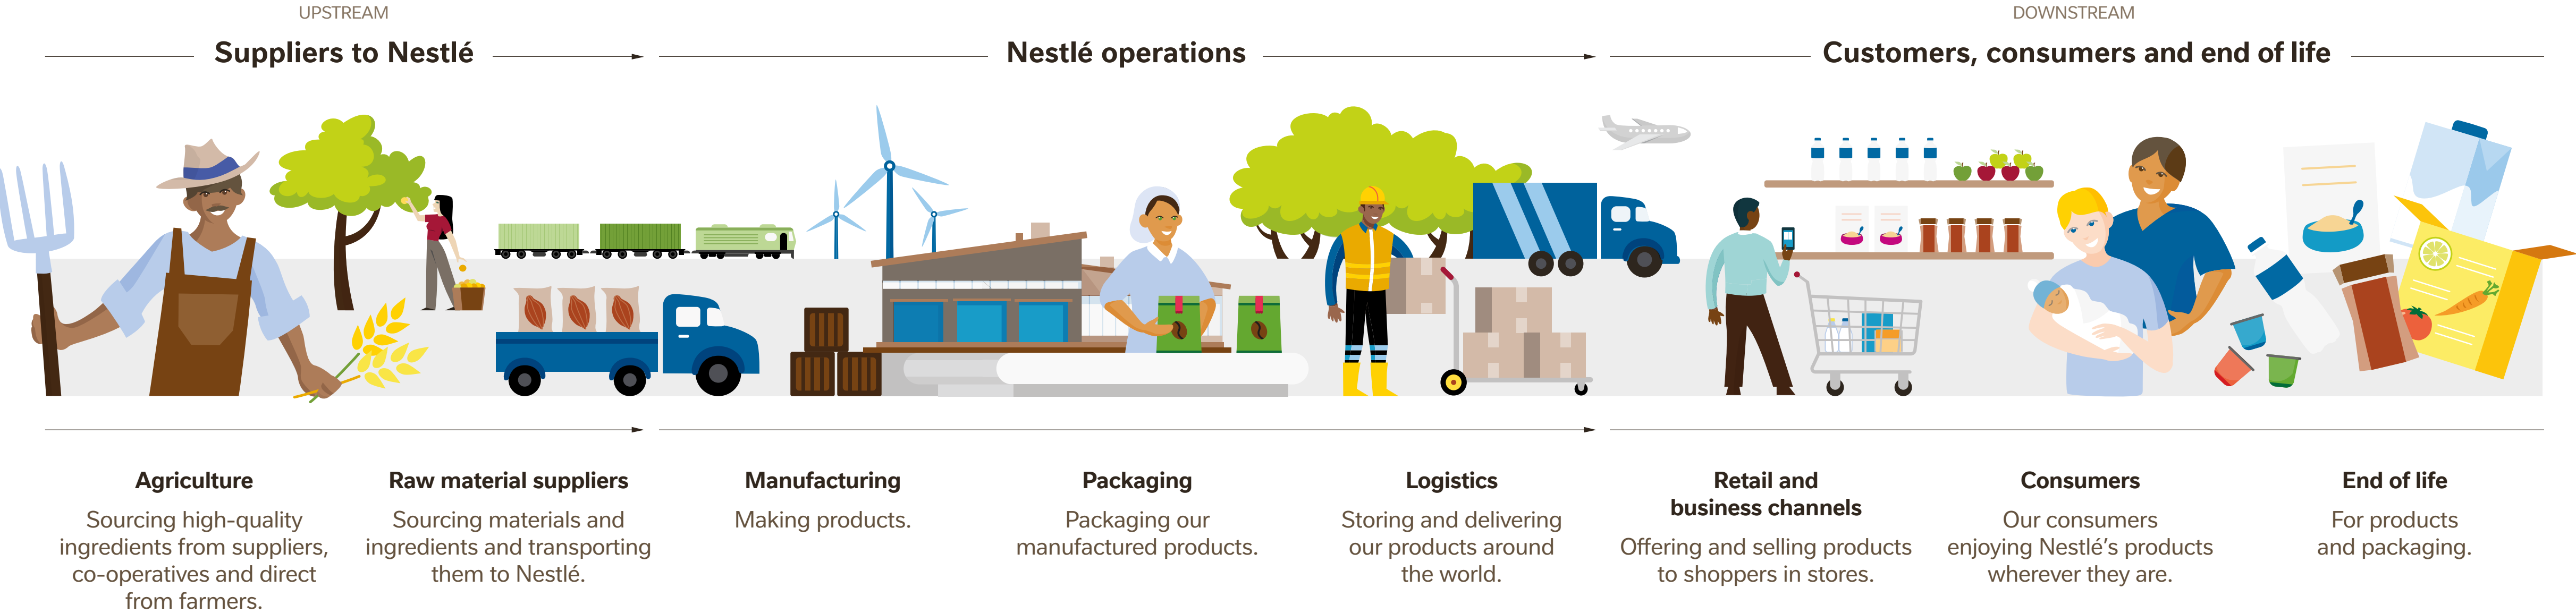 UPSTREAM
DOWNSTREAM
Suppliers to Nestlé
Nestlé operations
Customers, consumers and end of life
Agriculture
Sourcing high-quality
ingredients from suppliers,
co-operatives and direct
from farmers.
Raw material suppliers
Sourcing materials and
ingredients and transporting
them to Nestlé.
Manufacturing
Making products.
Packaging
Packaging our
manufactured products.
Logistics
Storing and delivering
our products around
the world.
Retail and
business channels
Offering and selling products
to shoppers in stores.
Consumers
Our consumers
enjoying Nestlé’s products
wherever they are.
End of life
For products
and packaging.